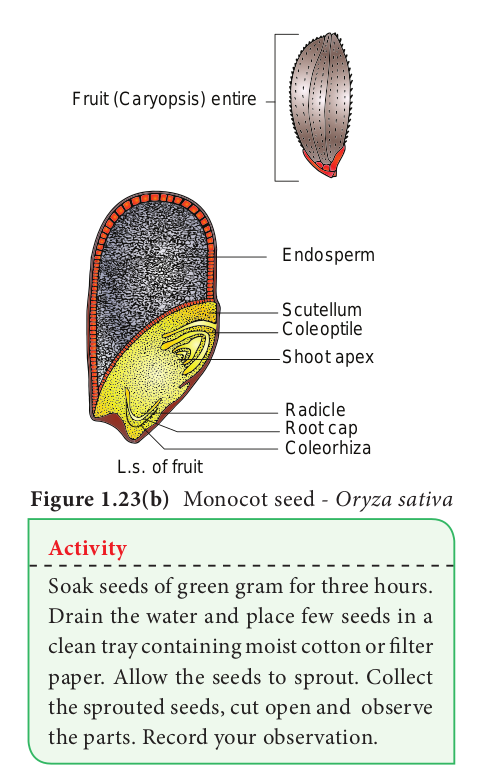 Fruit (Caryopsis) entire
Endosperm
Scutellum
Coleoptile
Shoot apex
Radicle
Root cap
Coleorhiza
L.s. of fruit
Figure 1.23(b) Monocot seed - Oryza sativa
Activity
Soak seeds of green gram for three hours.
Drain the water and place few seeds in a
clean tray containing moist cotton or filter
paper. Allow the seeds to sprout. Collect
the sprouted seeds, cut open and observe
the parts. Record your observation.